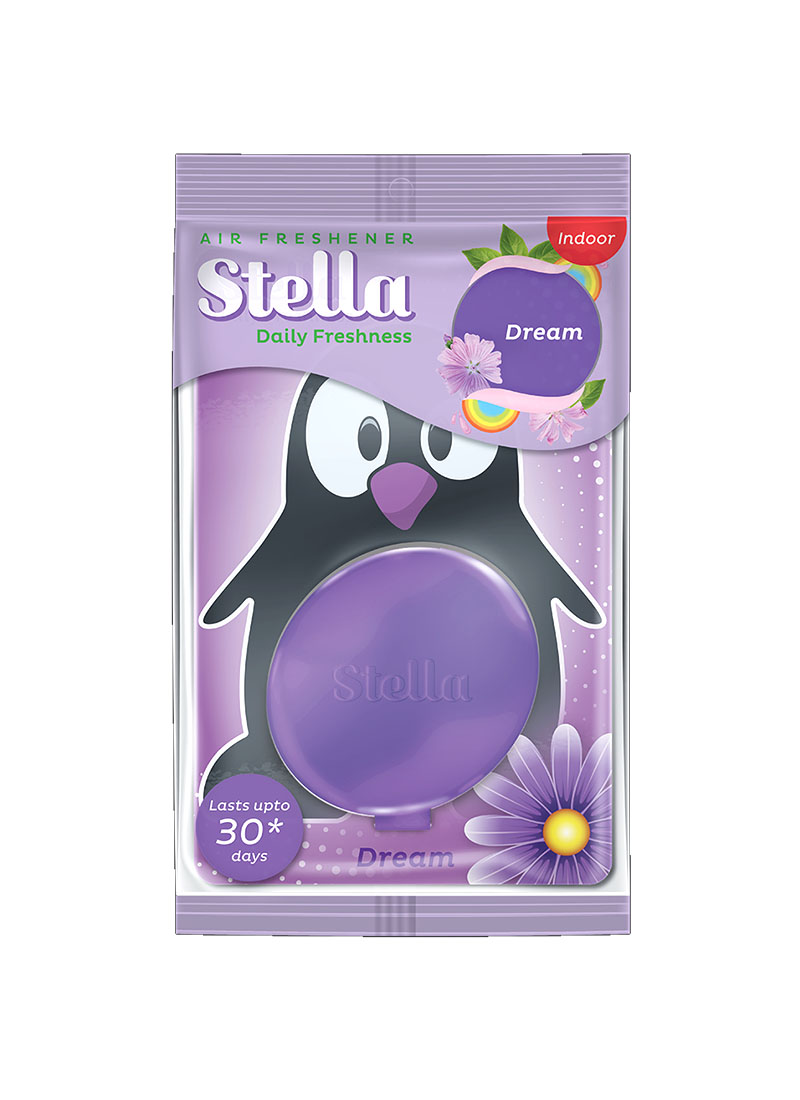 AIR FRESHENER
Stella
Daily Freshness
Indoor
Dream
Stella
Lasts upto
30*
days
Dream